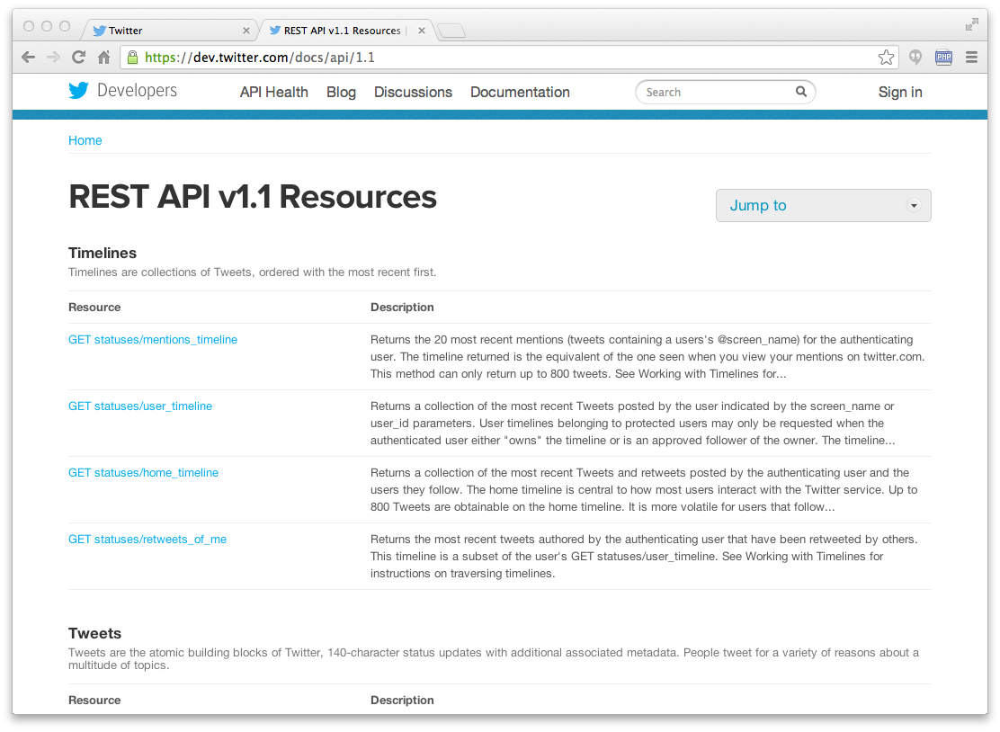 Twitter
REST API v1.1 Resources |
https://dev.twitter.com/docs/api/1.1
PHP
Developers API Health Blog Discussions Documentation Search Sign in
Home
REST API v1.1 Resources
Jump to
Timelines
Timelines are collections of Tweets, ordered with the most recent first.
Resource Description
GET statuses/mentions_timeline Returns the 20 most recent mentions (tweets containing a users's @screen_name) for the authenticating
user. The timeline returned is the equivalent of the one seen when you view your mentions on twitter.com.
This method can only return up to 800 tweets. See Working with Timelines for...
GET statuses/user_timeline Returns a collection of the most recent Tweets posted by the user indicated by the screen_name or
user_id parameters. User timelines belonging to protected users may only be requested when the
authenticated user either "owns" the timeline or is an approved follower of the owner. The timeline...
GET statuses/home_timeline Returns a collection of the most recent Tweets and retweets posted by the authenticating user and the
users they follow. The home timeline is central to how most users interact with the Twitter service. Up to
800 Tweets are obtainable on the home timeline. It is more volatile for users that follow...
GET statuses/retweets_of_me Returns the most recent tweets authored by the authenticating user that have been retweeted by others.
This timeline is a subset of the user's GET statuses/user_timeline. See Working with Timelines for
instructions on traversing timelines.
Tweets
Tweets are the atomic building blocks of Twitter, 140-character status updates with additional associated metadata. People tweet for a variety of reasons about a
multitude of topics.
Resource Description